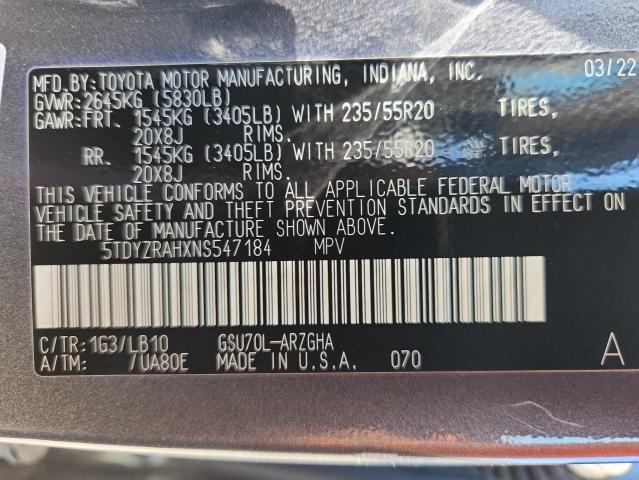 MFD.BY:TOYOTA MOTOR MANUFACTURING, INDIANA, INC. 03/22
GVWR:2645KG (5830LB)
GAWR:FRT. 1545KG (3405LB) WITH 235/55R20 TIRES,
20X8J RIMS.
RR. 1545KG (3405LB) WITH 235/55R20 TIRES,
20X8J RIMS.
THIS VEHICLE CONFORMS TO ALL APPLICABLE FEDERAL MOTOR
VEHICLE SAFETY AND THEFT PREVENTION STANDARDS IN EFFECT ON
THE DATE OF MANUFACTURE SHOWN ABOVE.
5TDYZRAHXNS547184 MPV
C/TR:1G3/LB10 GSU70L-ARZGHA
A/TM: /UA80E MADE IN U.S.A. 070 A